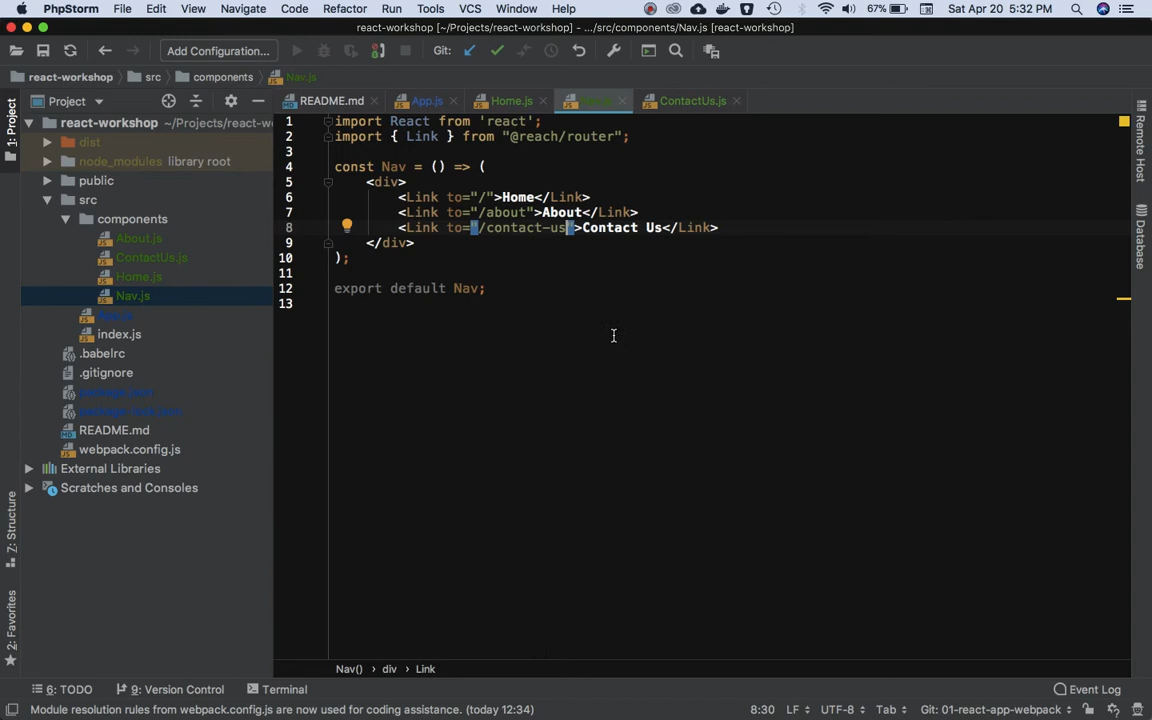 PhpStorm File Edit View Navigate Code Refactor Run Tools VCS Window Help 67% Sat Apr 20 5:32 PM
react-workshop [~/Projects/react-workshop] - .../src/components/Nav.js [react-workshop]
Add Configuration... Git:
react-workshop src components Nav.js
1: Project
Project
README.md App.js Home.js ContactUs.js
react-workshop ~/Projects/react-w
dist
node_modules library root
public
src
components
About.js
ContactUs.js
Home.js
Nav.js
App.js
index.js
.babelrc
.gitignore
package.json
README.md
webpack.config.js
External Libraries
Scratches and Consoles
Z: Structure
2: Favorites
1 import React from 'react';
2 import { Link } from "@reach/router";
3
4 const Nav = () => (
5 <div>
6 <Link to="/">Home</Link>
7 <Link to="/about">About</Link>
8 <Link to="/contact-us">Contact Us</Link>
9 </div>
10 );
11
12 export default Nav;
13
Remote Host
Database
Nav() › div › Link
6: TODO 9: Version Control Terminal Event Log
Module resolution rules from webpack.config.js are now used for coding assistance. (today 12:34) 8:30 LF UTF-8 Tab Git: 01-react-app-webpack